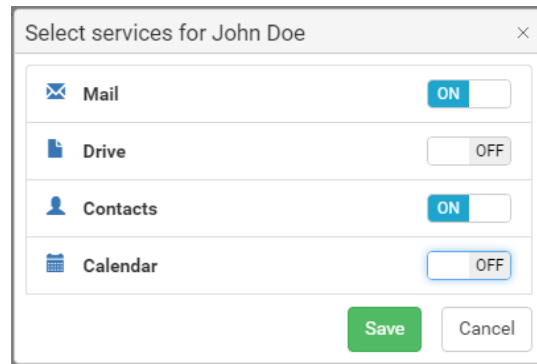 Select services for John Doe
Mail ON
Drive OFF
Contacts ON
Calendar OFF
Save Cancel